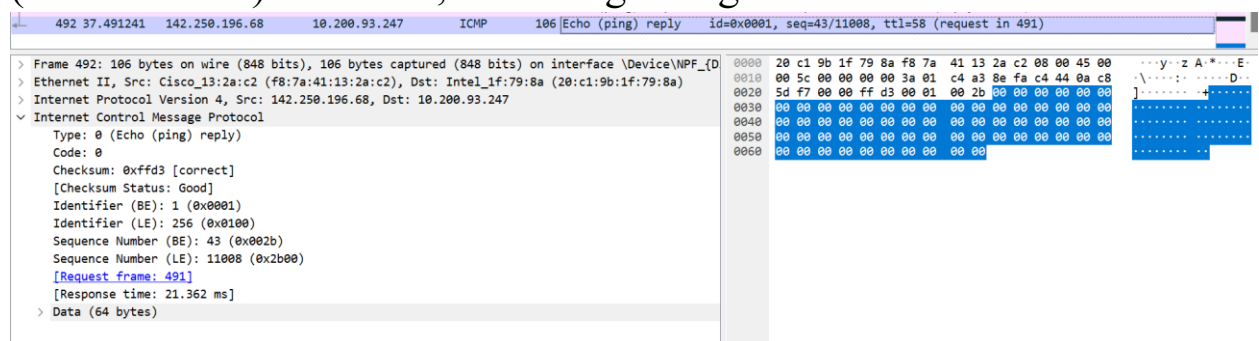 492 37.491241 142.250.196.68 10.200.93.247 ICMP 106 Echo (ping) reply id=0x0001, seq=43/11008, ttl=58 (request in 491)
> Frame 492: 106 bytes on wire (848 bits), 106 bytes captured (848 bits) on interface \Device\NPF_{D
> Ethernet II, Src: Cisco_13:2a:c2 (f8:7a:41:13:2a:c2), Dst: Intel_1f:79:8a (20:c1:9b:1f:79:8a)
> Internet Protocol Version 4, Src: 142.250.196.68, Dst: 10.200.93.247
Internet Control Message Protocol
Type: 0 (Echo (ping) reply)
Code: 0
Checksum: 0xffd3 [correct]
[Checksum Status: Good]
Identifier (BE): 1 (0x0001)
Identifier (LE): 256 (0x0100)
Sequence Number (BE): 43 (0x002b)
Sequence Number (LE): 11008 (0x2b00)
[Request frame: 491]
[Response time: 21.362 ms]
> Data (64 bytes)
0000 20 c1 9b 1f 79 8a f8 7a 41 13 2a c2 08 00 45 00 ···y··z A·*···E·
0010 00 5c 00 00 00 00 3a 01 c4 a3 8e fa c4 44 0a c8 ·\····:· ·····D··
0020 5d f7 00 00 ff d3 00 01 00 2b 00 00 00 00 00 00 ]······· ·+······
0030 00 00 00 00 00 00 00 00 00 00 00 00 00 00 00 00 ········ ········
0040 00 00 00 00 00 00 00 00 00 00 00 00 00 00 00 00 ········ ········
0050 00 00 00 00 00 00 00 00 00 00 00 00 00 00 00 00 ········ ········
0060 00 00 00 00 00 00 00 00 00 00 ········ ··